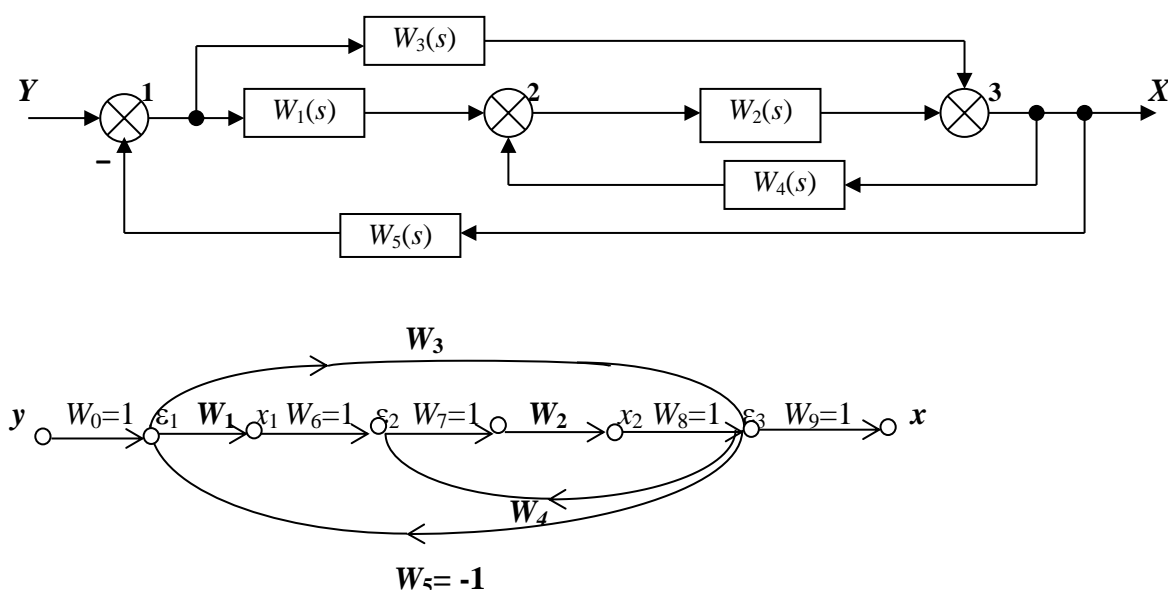 W₃(s)
Y 1 W₁(s) 2 W₂(s) 3 X
–
W₄(s)
W₅(s)
W₃
y W₀=1 ε₁ W₁ x₁ W₆=1 ε₂ W₇=1 W₂ x₂ W₈=1 ε₃ W₉=1 x
W₄
W₅= -1